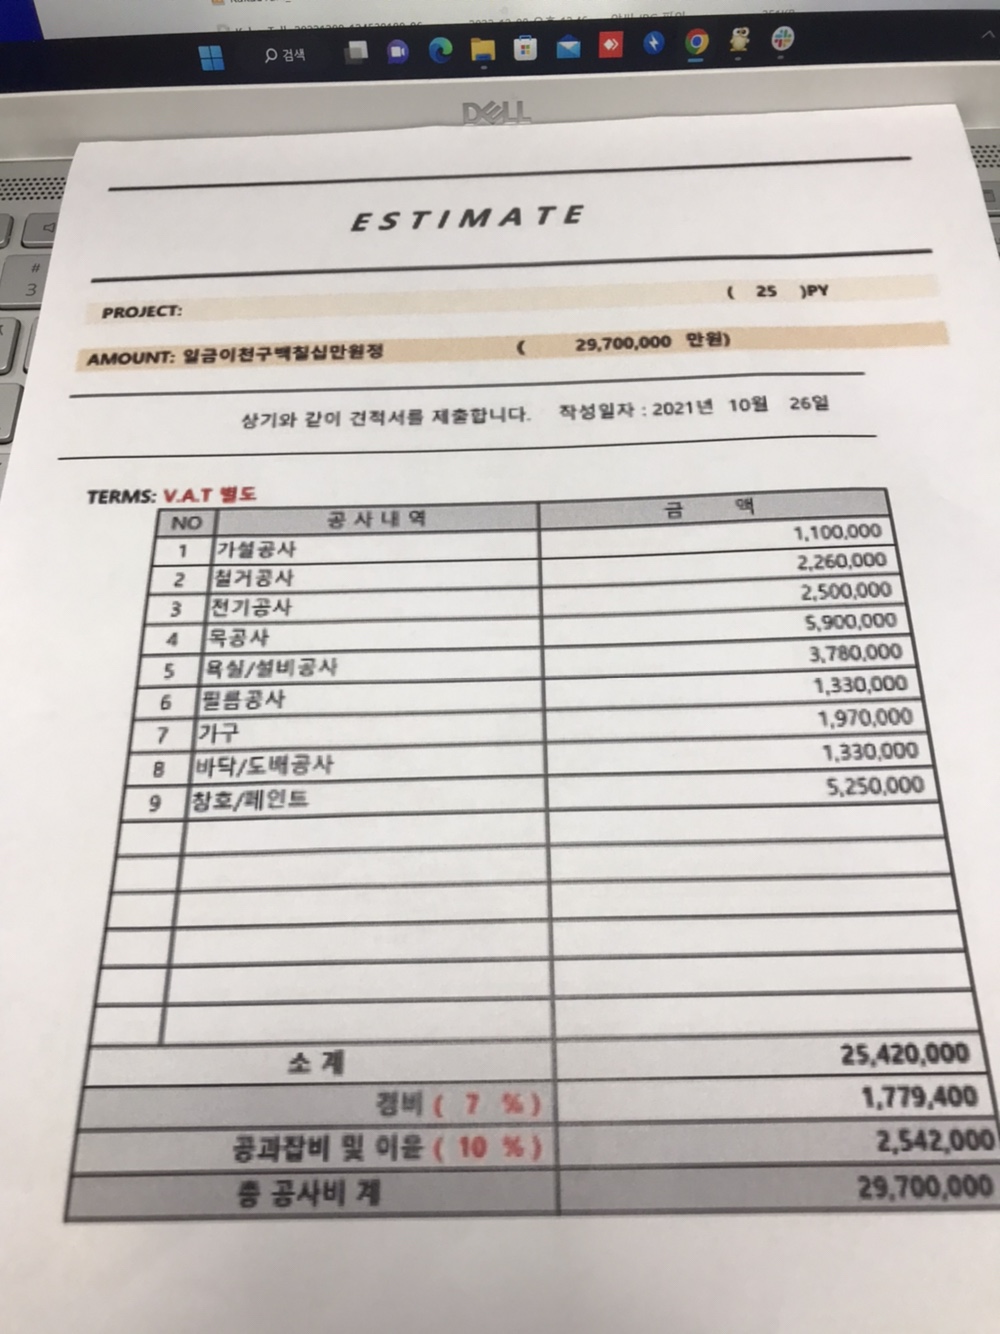 검색
DELL
#
3
ESTIMATE
PROJECT: ( 25 )PY
AMOUNT: 일금이천구백칠십만원정 ( 29,700,000 만원)
상기와 같이 견적서를 제출합니다. 작성일자 : 2021년 10월 26일
TERMS: V.A.T 별도
NO 공 사 내 역 금 액
1 가설공사 1,100,000
2 철거공사 2,260,000
3 전기공사 2,500,000
4 목공사 5,900,000
5 욕실/설비공사 3,780,000
6 필름공사 1,330,000
7 가구 1,970,000
8 바닥/도배공사 1,330,000
9 창호/페인트 5,250,000
소 계 25,420,000
경비 ( 7 % ) 1,779,400
공과잡비 및 이윤 ( 10 % ) 2,542,000
총 공사비 계 29,700,000